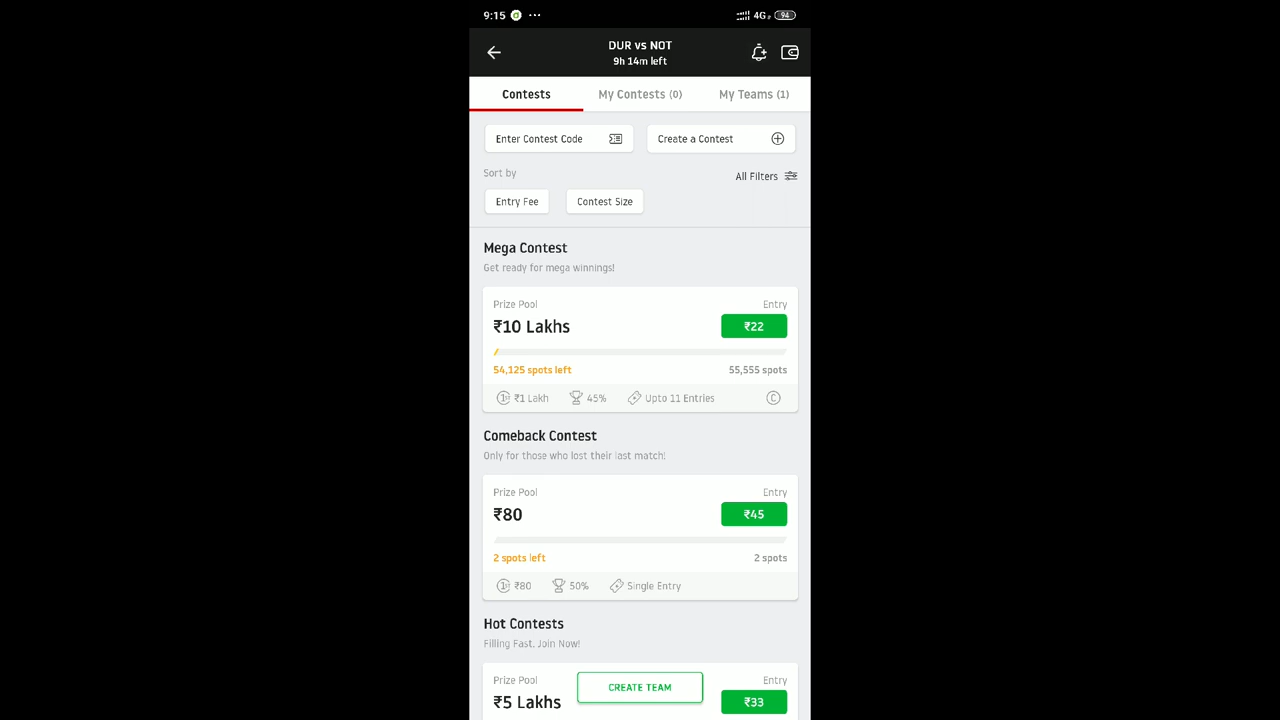 9:15 ... 4G 94
DUR vs NOT
9h 14m left
Contests My Contests (0) My Teams (1)
Enter Contest Code Create a Contest
Sort by
All Filters
Entry Fee Contest Size
Mega Contest
Get ready for mega winnings!
Prize Pool Entry
₹10 Lakhs ₹22
54,125 spots left 55,555 spots
₹1 Lakh 45% Upto 11 Entries C
Comeback Contest
Only for those who lost their last match!
Prize Pool Entry
₹80 ₹45
2 spots left 2 spots
₹80 50% Single Entry
Hot Contests
Filling Fast. Join Now!
Prize Pool Entry
CREATE TEAM
₹5 Lakhs ₹33